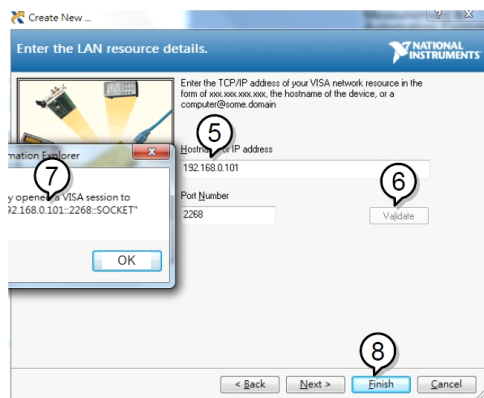 Create New ...
Enter the LAN resource details.
NATIONAL
INSTRUMENTS
Enter the TCP/IP address of your VISA network resource in the
form of xxx.xxx.xxx.xxx, the hostname of the device, or a
computer@some.domain
5
or IP address
192.168.0.101
6
Port Number
2268
Validate
Explorer
7
opened VISA session to
92.168.0.101::2268::SOCKET"
OK
8
< Back
Next >
Finish
Cancel